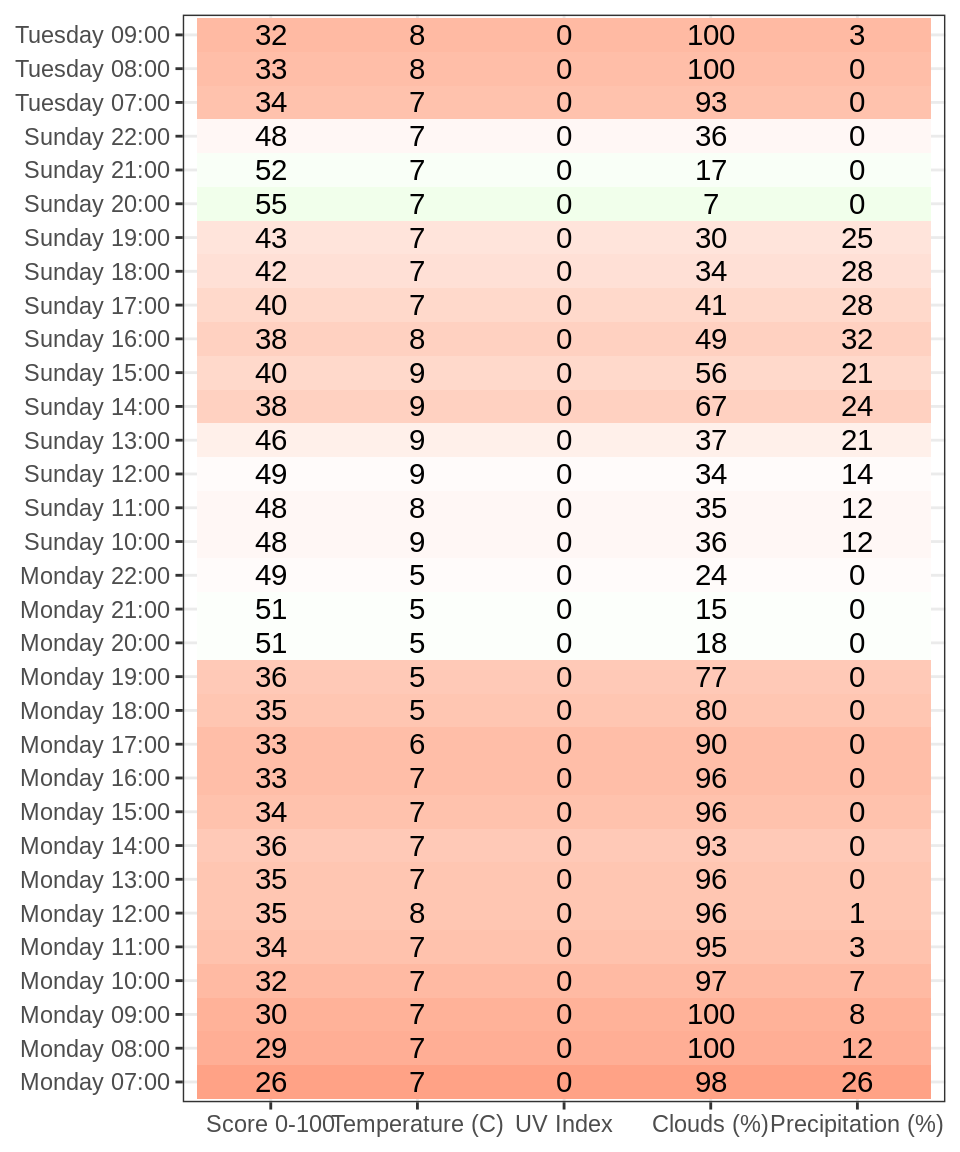 Tuesday 09:00 32 8 0 100 3
Tuesday 08:00 33 8 0 100 0
Tuesday 07:00 34 7 0 93 0
Sunday 22:00 48 7 0 36 0
Sunday 21:00 52 7 0 17 0
Sunday 20:00 55 7 0 7 0
Sunday 19:00 43 7 0 30 25
Sunday 18:00 42 7 0 34 28
Sunday 17:00 40 7 0 41 28
Sunday 16:00 38 8 0 49 32
Sunday 15:00 40 9 0 56 21
Sunday 14:00 38 9 0 67 24
Sunday 13:00 46 9 0 37 21
Sunday 12:00 49 9 0 34 14
Sunday 11:00 48 8 0 35 12
Sunday 10:00 48 9 0 36 12
Monday 22:00 49 5 0 24 0
Monday 21:00 51 5 0 15 0
Monday 20:00 51 5 0 18 0
Monday 19:00 36 5 0 77 0
Monday 18:00 35 5 0 80 0
Monday 17:00 33 6 0 90 0
Monday 16:00 33 7 0 96 0
Monday 15:00 34 7 0 96 0
Monday 14:00 36 7 0 93 0
Monday 13:00 35 7 0 96 0
Monday 12:00 35 8 0 96 1
Monday 11:00 34 7 0 95 3
Monday 10:00 32 7 0 97 7
Monday 09:00 30 7 0 100 8
Monday 08:00 29 7 0 100 12
Monday 07:00 26 7 0 98 26
Score 0-100 Temperature (C) UV Index Clouds (%) Precipitation (%)